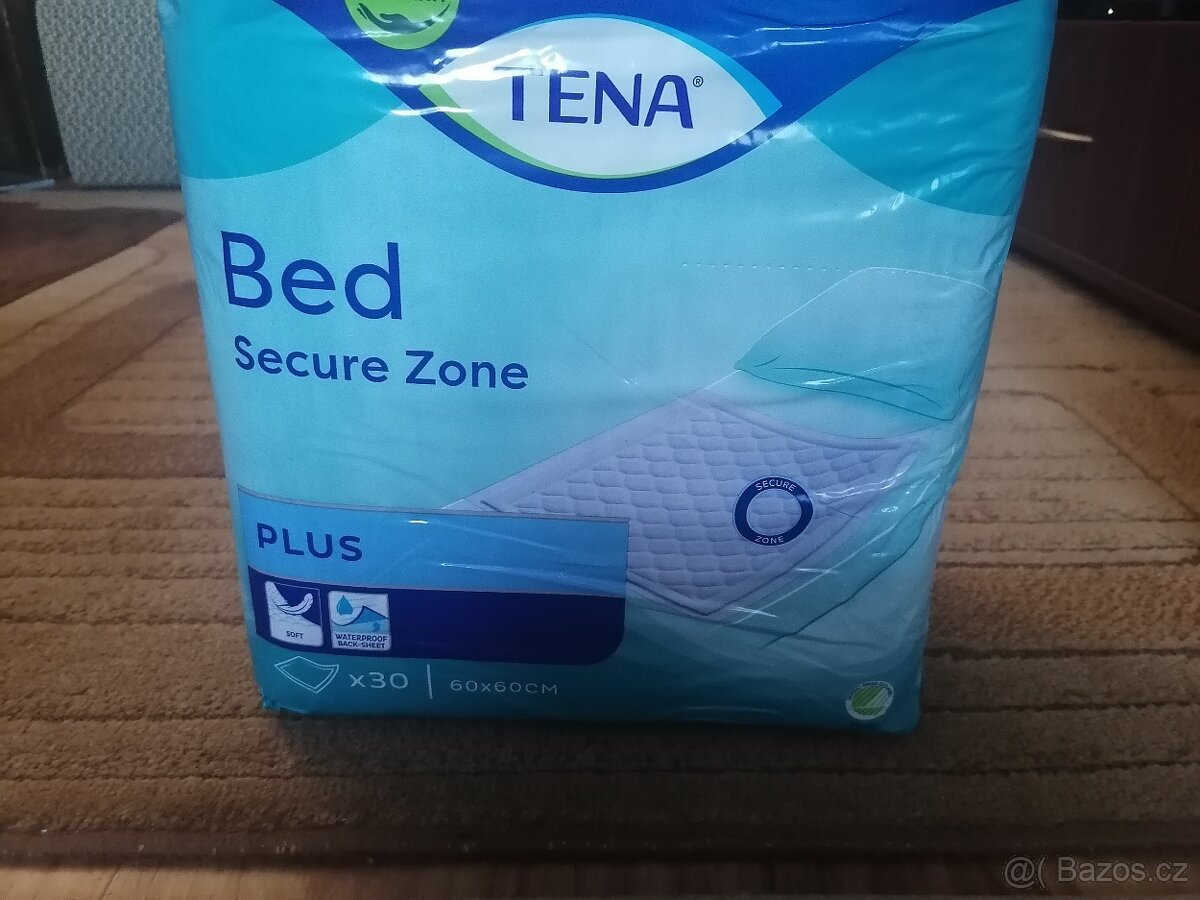 TENA®
Bed
Secure Zone
SECURE
ZONE
PLUS
SOFT
WATERPROOF
BACK-SHEET
x30 | 60x60CM
@( Bazos.cz